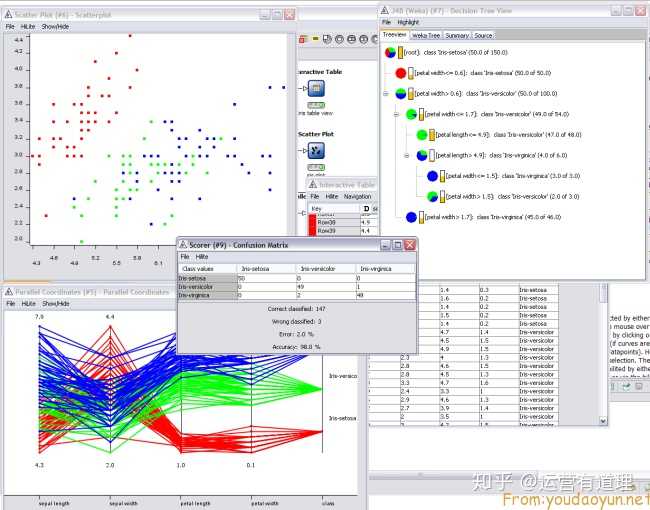 Scatter Plot (#6) - Scatterplot
File HiLite Show/Hide
4.4
4.2
4.0
3.8
3.6
3.4
3.2
3.0
2.8
2.6
2.4
2.2
2.0
4.3 4.6 5.2 5.5 5.8 6.1
Interactive Table
iris table view
Scatter Plot
Interactive Table
File Hilite Navigation
Key D
Row38 4.9
Row39 4.4
J48 (Weka) (#7) - Decision Tree View
File Highlight
Treeview Weka Tree Summary Source
[root]: class 'Iris-setosa' (50.0 of 150.0)
[petal width<= 0.6]: class 'Iris-setosa' (50.0 of 50.0)
[petal width> 0.6]: class 'Iris-versicolor' (50.0 of 100.0)
[petal width<= 1.7]: class 'Iris-versicolor' (49.0 of 54.0)
[petal length<= 4.9]: class 'Iris-versicolor' (47.0 of 48.0)
[petal length> 4.9]: class 'Iris-virginica' (4.0 of 6.0)
[petal width<= 1.5]: class 'Iris-virginica' (3.0 of 3.0)
[petal width> 1.5]: class 'Iris-versicolor' (2.0 of 3.0)
[petal width> 1.7]: class 'Iris-virginica' (45.0 of 46.0)
Scorer (#9) - Confusion Matrix
File Hilite
Class values Iris-setosa Iris-versicolor Iris-virginica
Iris-setosa 50 0 0
Iris-versicolor 0 49 1
Iris-virginica 0 2 48
Correct classified: 147
Wrong classified: 3
Error: 2.0 %
Accuracy: 98.0 %
Parallel Coordinates (#5) - Parallel Coordinates
File HiLite Show/Hide
7.9 4.4
Iris-versico
Iris-setosa
4.3 2.0 1.0 0.1
sepal length sepal width petal length petal width class
1.4 0.3 Iris-setosa
1.6 0.2 Iris-setosa
1.4 0.2 Iris-setosa
1.5 0.2 Iris-setosa
1.4 0.2 Iris-setosa
4.7 1.4 Iris-versicolor
4.5 1.5 Iris-versicolor
4.9 1.5 Iris-versicolor
2.3 4 1.3 Iris-versicolor
2.8 4.6 1.5 Iris-versicolor
2.8 4.5 1.3 Iris-versicolor
3.3 4.7 1.6 Iris-versicolor
2.4 3.3 1 Iris-versicolor
2.9 4.6 1.3 Iris-versicolor
2.7 3.9 1.4 Iris-versicolor
2 3.5 1 Iris-versicolor
cted by either
mouse over
by clicking o
(if curves are
atapoints). H
selection. The
ilited by either
知乎 @运营有道理
From:youdaoyun.net